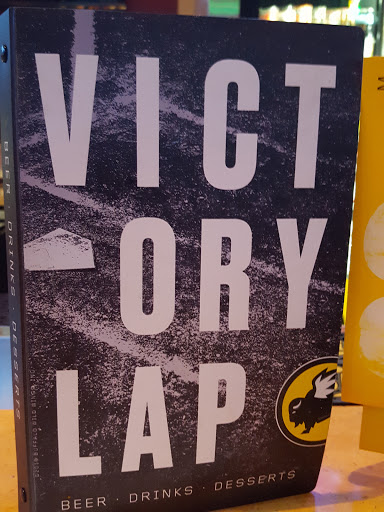 VICT
ORY
LAP
BEER · DRINKS · DESSERTS
BEER · DRINKS · DESSERTS